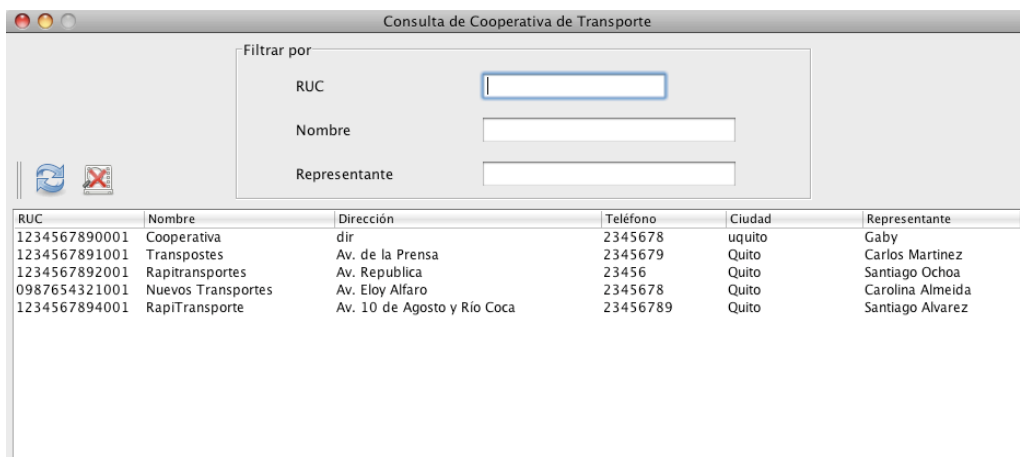 Consulta de Cooperativa de Transporte
Filtrar por
RUC
Nombre
Representante
RUC Nombre Dirección Teléfono Ciudad Representante
1234567890001 Cooperativa dir 2345678 uquito Gaby
1234567891001 Transpostes Av. de la Prensa 2345679 Quito Carlos Martinez
1234567892001 Rapitransportes Av. Republica 23456 Quito Santiago Ochoa
0987654321001 Nuevos Transportes Av. Eloy Alfaro 2345678 Quito Carolina Almeida
1234567894001 RapiTransporte Av. 10 de Agosto y Río Coca 23456789 Quito Santiago Alvarez